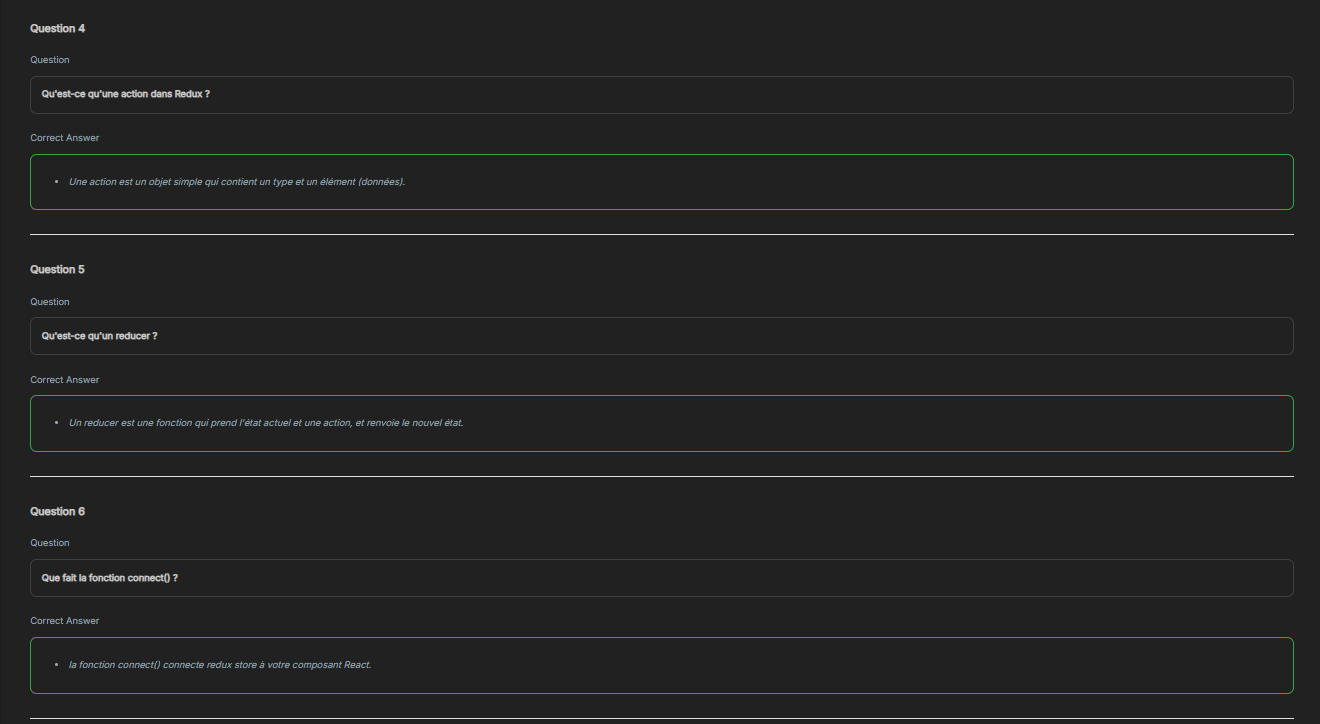 Question 4
Question
Qu'est-ce qu'une action dans Redux ?
Correct Answer
• Une action est un objet simple qui contient un type et un élément (données).
Question 5
Question
Qu'est-ce qu'un reducer ?
Correct Answer
• Un reducer est une fonction qui prend l'état actuel et une action, et renvoie le nouvel état.
Question 6
Question
Que fait la fonction connect() ?
Correct Answer
• la fonction connect() connecte redux store à votre composant React.